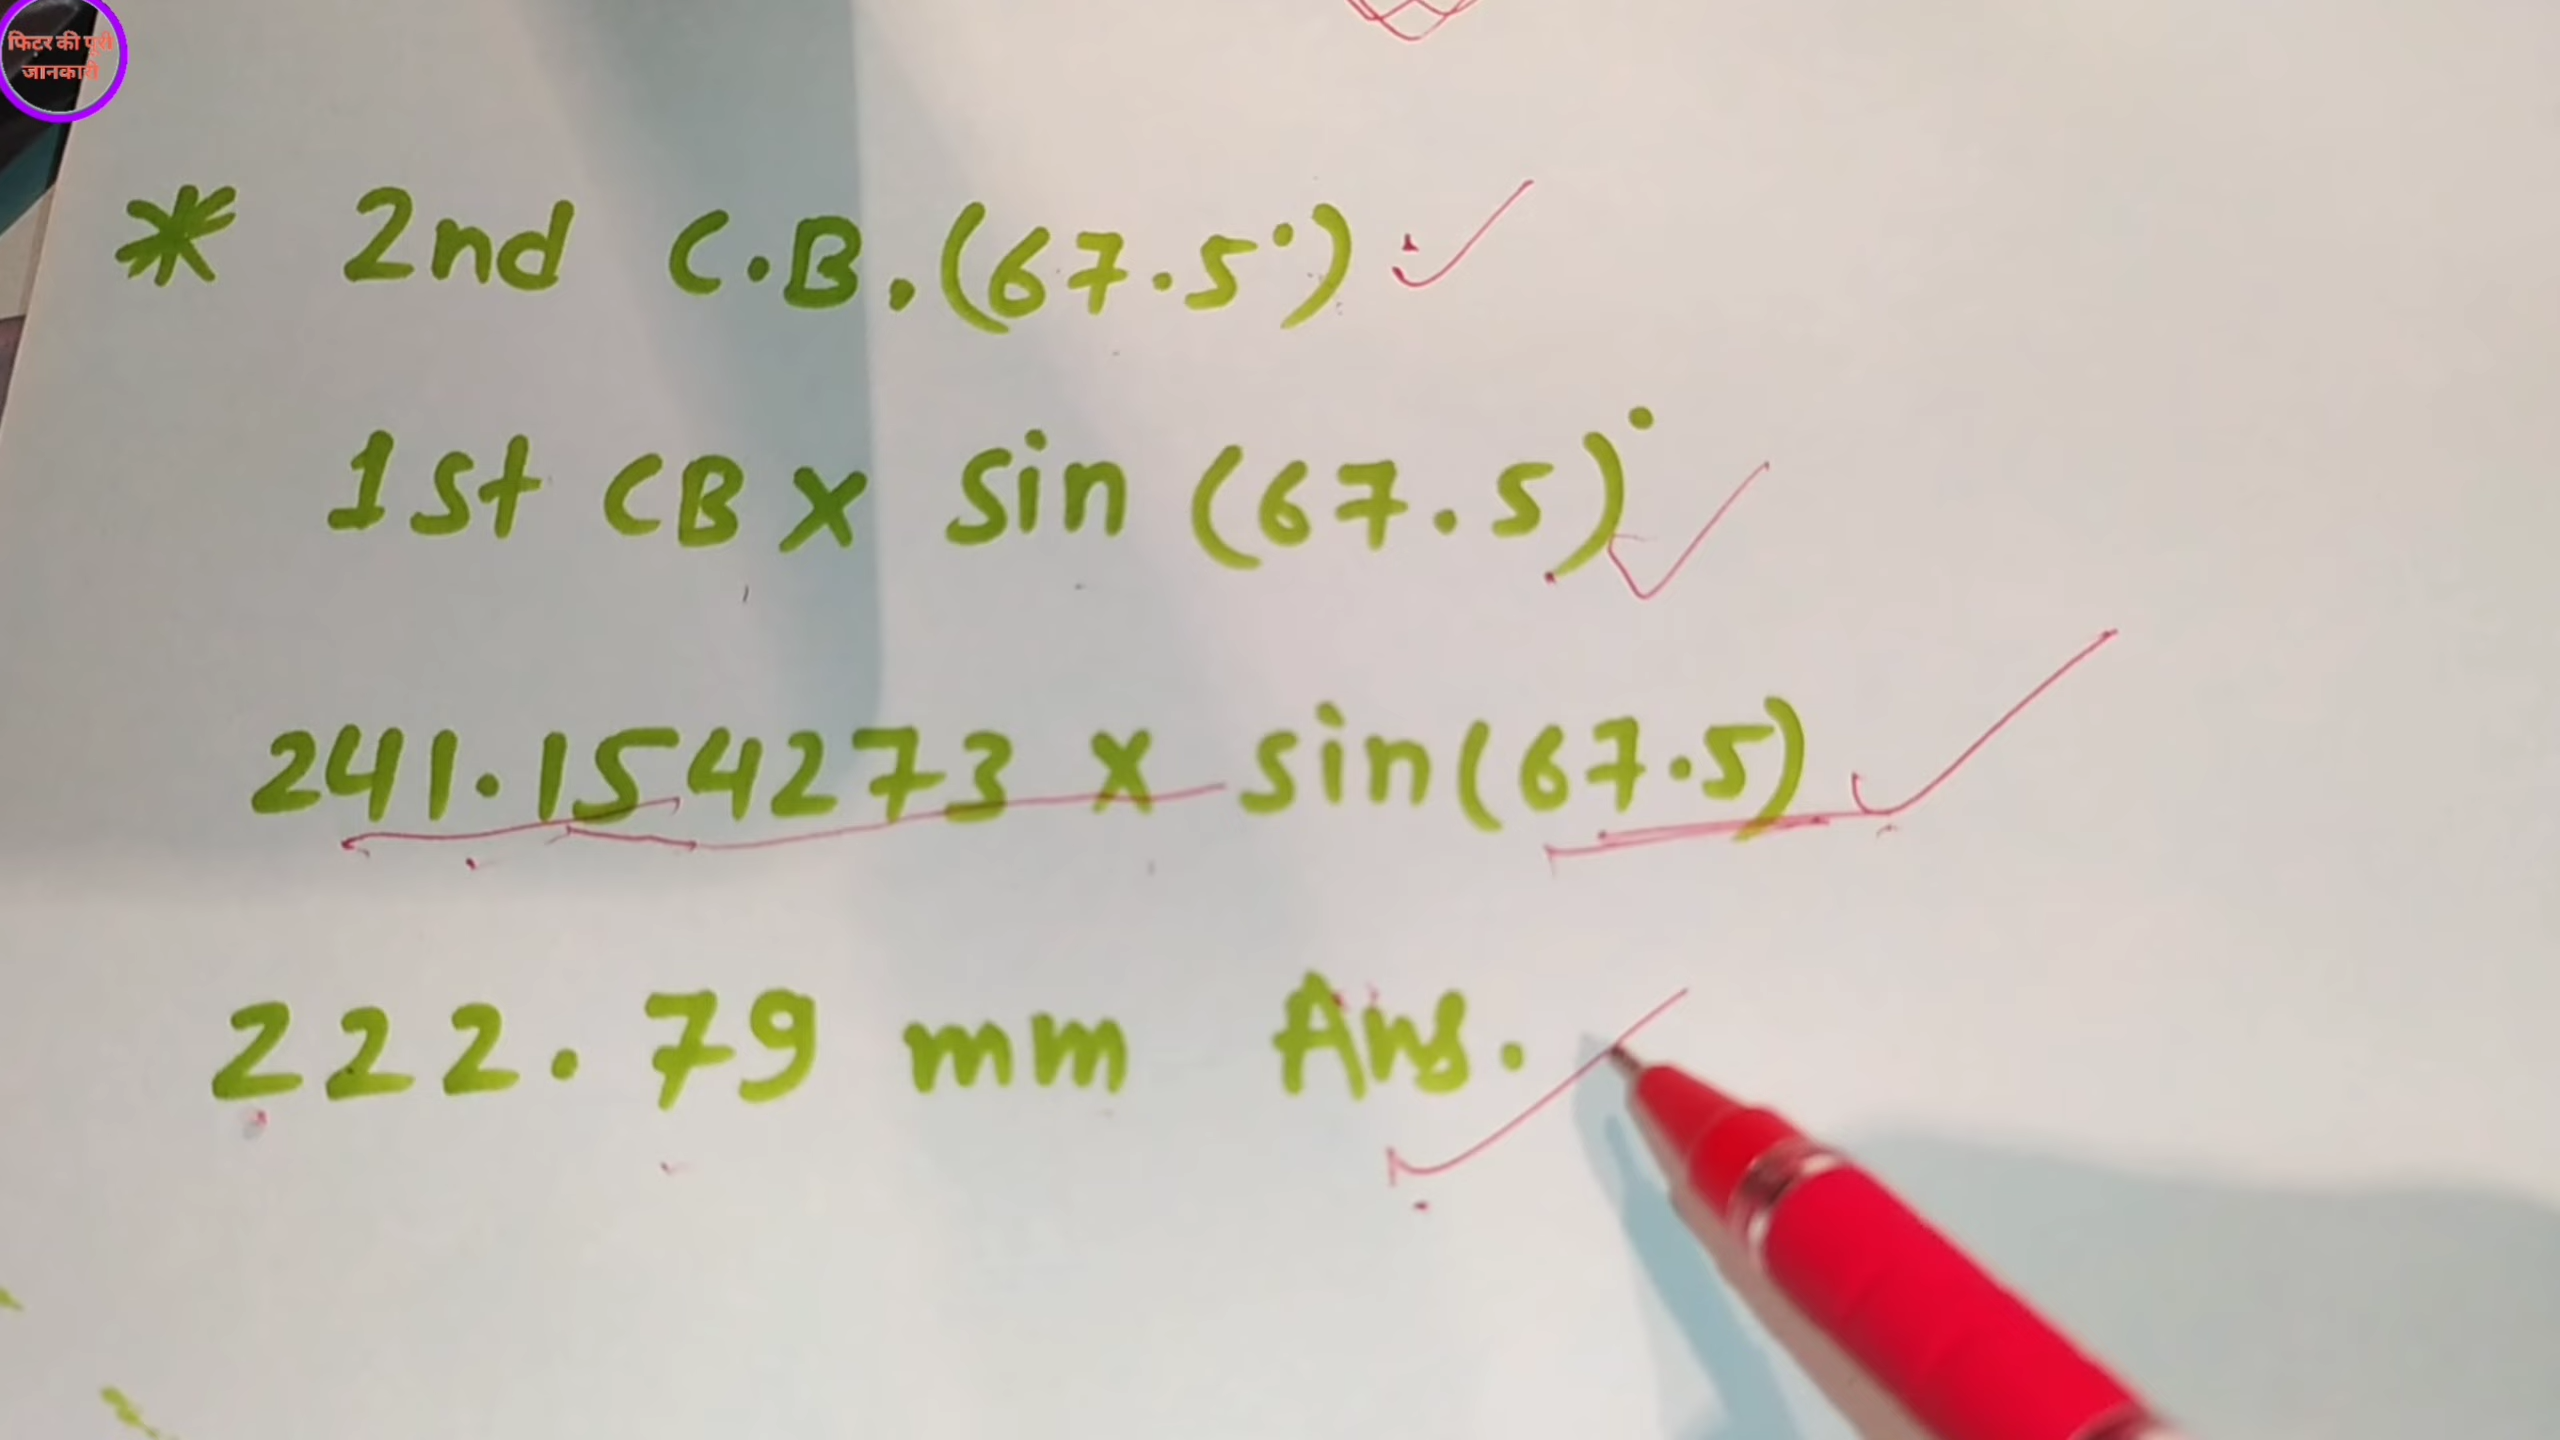 फिटर की पुरी
जानकारी
* 2nd C.B.(67.5°)
1st CB x Sin (67.5)°
241.154273 x Sin(67.5)
222.79 mm Ans.